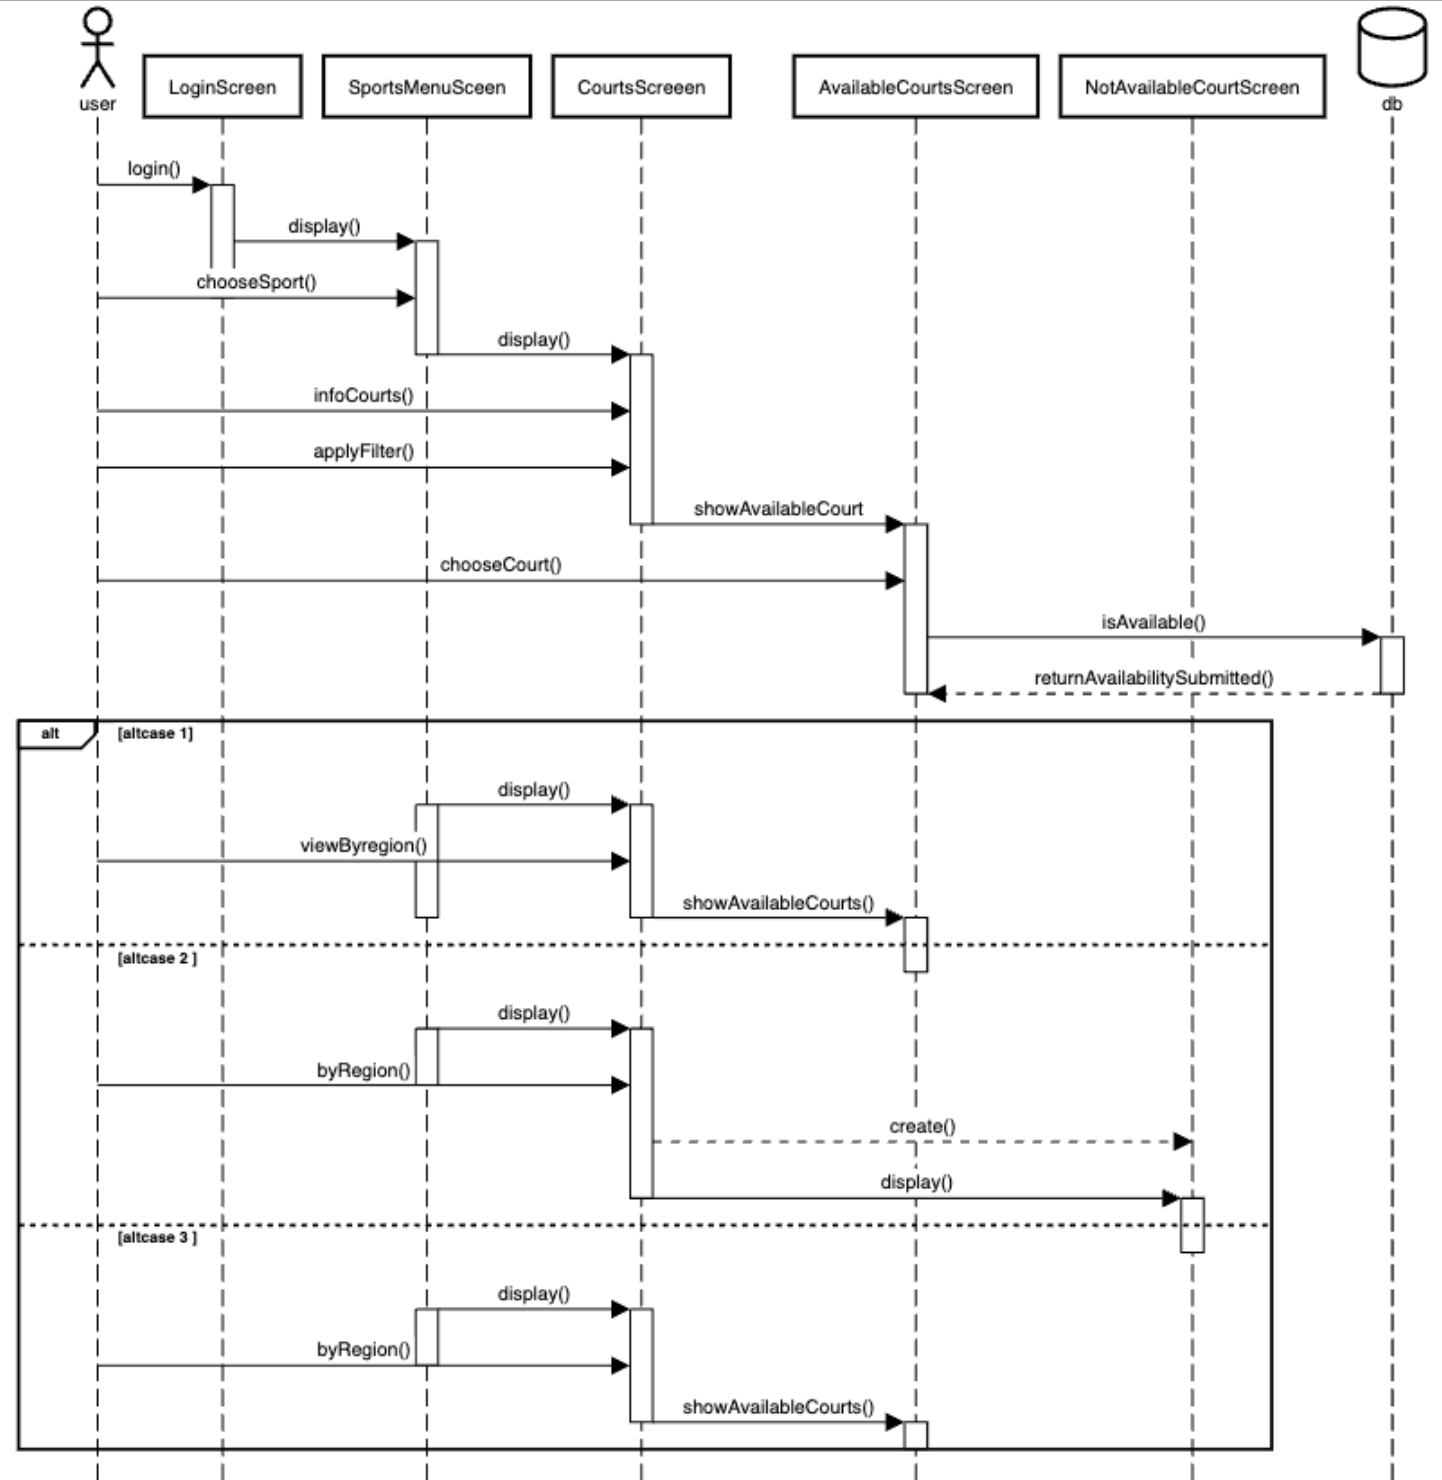 user
LoginScreen
SportsMenuSceen
CourtsScreeen
AvailableCourtsScreen
NotAvailableCourtScreen
db
login()
display()
chooseSport()
display()
infoCourts()
applyFilter()
showAvailableCourt
chooseCourt()
isAvailable()
returnAvailabilitySubmitted()
alt
[altcase 1]
display()
viewByregion()
showAvailableCourts()
[altcase 2 ]
display()
byRegion()
create()
display()
[altcase 3 ]
display()
byRegion()
showAvailableCourts()